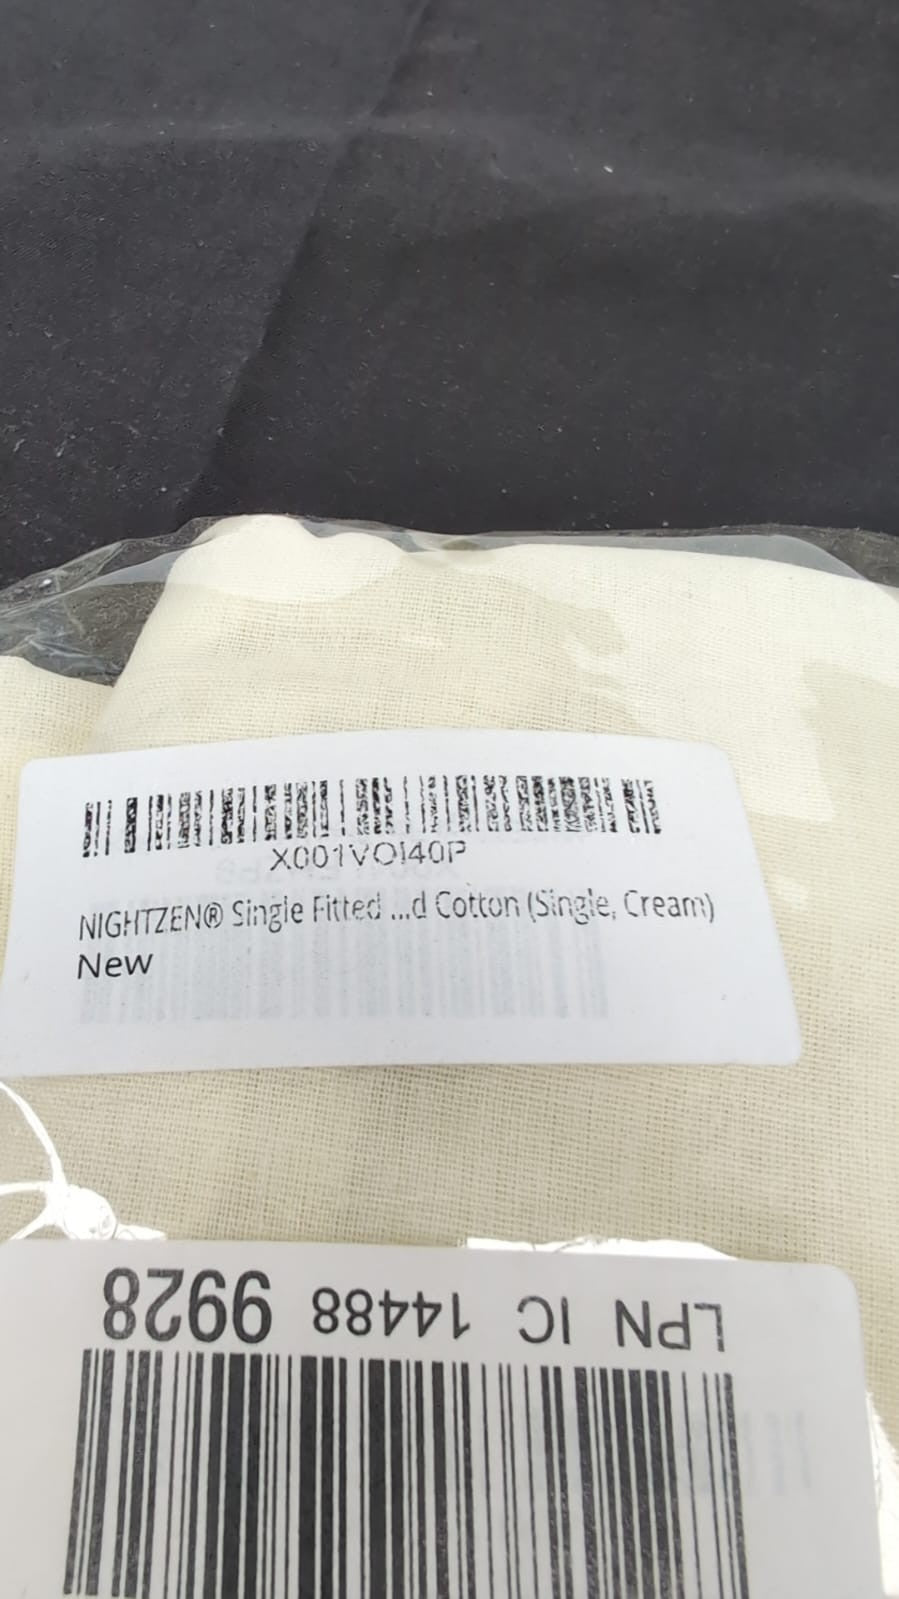 X001VOI40P
NIGHTZEN® Single Fitted ...d Cotton (Single, Cream)
New
LPN IC 14488 9928